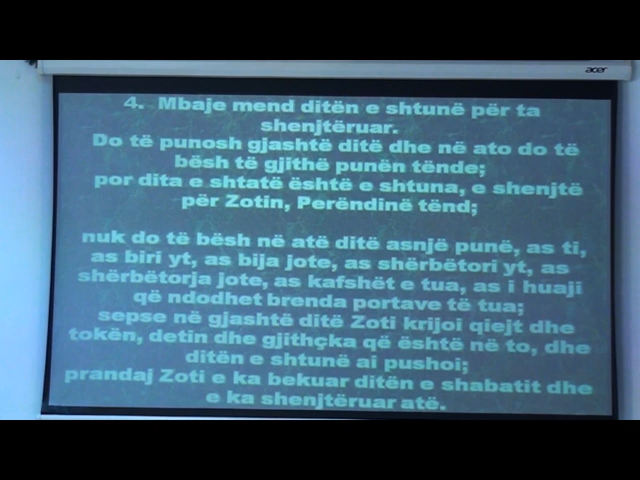 acer
4. Mbaje mend ditën e shtunë për ta
shenjtëruar.
Do të punosh gjashtë ditë dhe në ato do të
bësh të gjithë punën tënde;
por dita e shtatë është e shtuna, e shenjtë
për Zotin, Perëndinë tënd;
nuk do të bësh në atë ditë asnjë punë, as ti,
as biri yt, as bija jote, as shërbëtori yt, as
shërbëtorja jote, as kafshët e tua, as i huaji
që ndodhet brenda portave të tua;
sepse në gjashtë ditë Zoti krijoi qiejt dhe
tokën, detin dhe gjithçka që është në to, dhe
ditën e shtunë ai pushoi;
prandaj Zoti e ka bekuar ditën e shabatit dhe
e ka shenjtëruar atë.